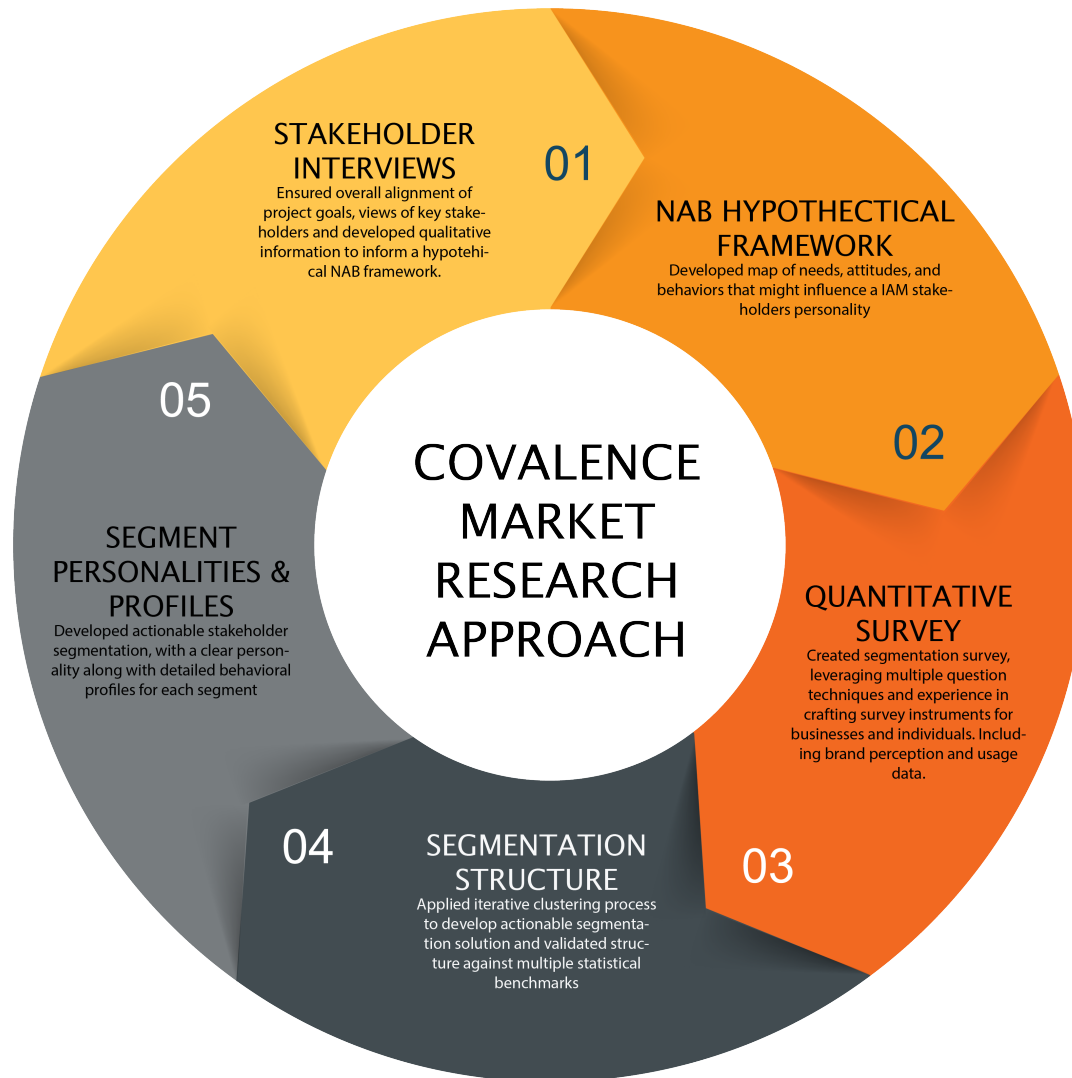 COVALENCE
MARKET
RESEARCH
APPROACH
STAKEHOLDER
INTERVIEWS
Ensured overall alignment of
project goals, views of key stake-
holders and developed qualitative
information to inform a hypotehi-
cal NAB framework.
01
NAB HYPOTHECTICAL
FRAMEWORK
Developed map of needs, attitudes, and
behaviors that might influence a IAM stake-
holders personality
02
QUANTITATIVE
SURVEY
Created segmentation survey,
leveraging multiple question
techniques and experience in
crafting survey instruments for
businesses and individuals. Includ-
ing brand perception and usage
data.
03
SEGMENTATION
STRUCTURE
Applied iterative clustering process
to develop actionable segmenta-
tion solution and validated struc-
ture against multiple statistical
benchmarks
04
SEGMENT
PERSONALITIES &
PROFILES
Developed actionable stakeholder
segmentation, with a clear person-
ality along with detailed behavioral
profiles for each segment
05